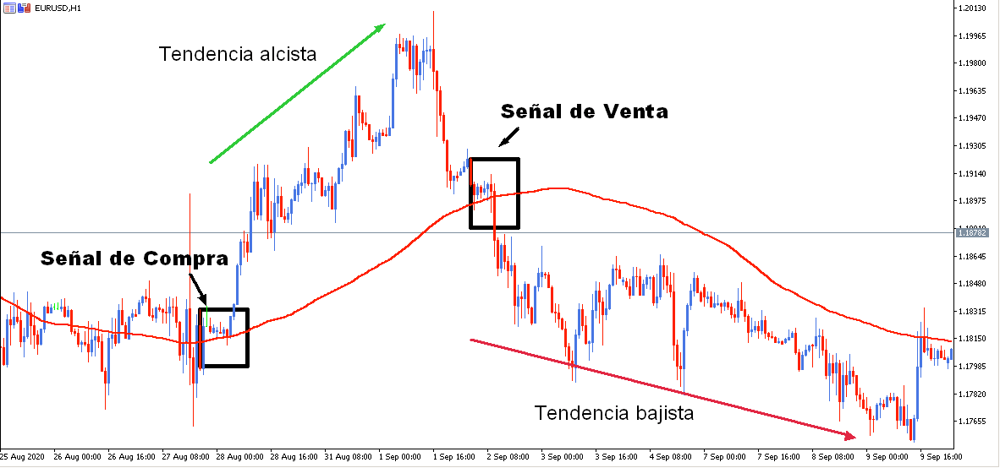 EURUSD,H1
1.20130
Tendencia alcista
1.19965
1.19800
1.19635
Señal de Venta
1.19470
1.19305
1.19140
1.18975
1.18810
1.18782
Señal de Compra
1.18645
1.18480
1.18315
1.18150
1.17985
1.17820
Tendencia bajista
1.17655
25 Aug 2020 26 Aug 00:00 26 Aug 16:00 27 Aug 08:00 28 Aug 00:00 28 Aug 16:00 31 Aug 08:00 1 Sep 00:00 1 Sep 16:00 2 Sep 08:00 3 Sep 00:00 3 Sep 16:00 4 Sep 08:00 7 Sep 00:00 7 Sep 16:00 8 Sep 08:00 9 Sep 00:00 9 Sep 16:00